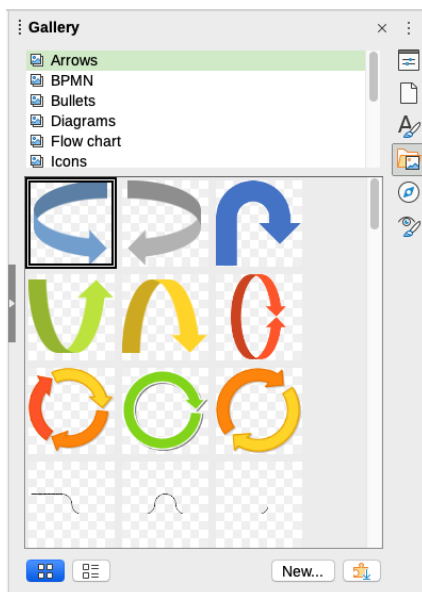 Gallery
Arrows
BPMN
Bullets
Diagrams
Flow chart
Icons
New...